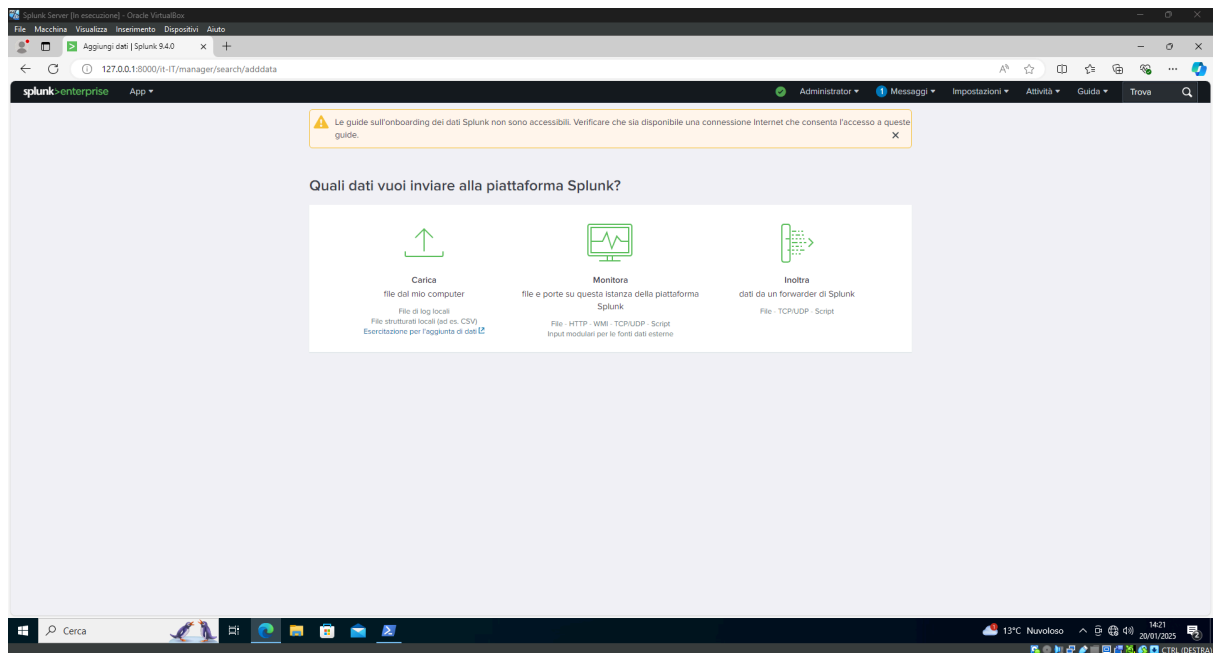 Splunk Server [In esecuzione] - Oracle VirtualBox
File Macchina Visualizza Inserimento Dispositivi Aiuto
Aggiungi dati | Splunk 9.4.0
127.0.0.1:8000/it-IT/manager/search/adddata
splunk>enterprise App Administrator 1 Messaggi Impostazioni Attività Guida Trova
Le guide sull'onboarding dei dati Splunk non sono accessibili. Verificare che sia disponibile una connessione Internet che consenta l'accesso a queste
guide.
Quali dati vuoi inviare alla piattaforma Splunk?
Carica
file dal mio computer
File di log locali
File strutturati locali (ad es. CSV)
Esercitazione per l'aggiunta di dati
Monitora
file e porte su questa istanza della piattaforma
Splunk
File - HTTP - WMI - TCP/UDP - Script
Input modulari per le fonti dati esterne
Inoltra
dati da un forwarder di Splunk
File - TCP/UDP - Script
Cerca
13°C Nuvoloso
14:21
20/01/2025
2
CTRL (DESTRA)